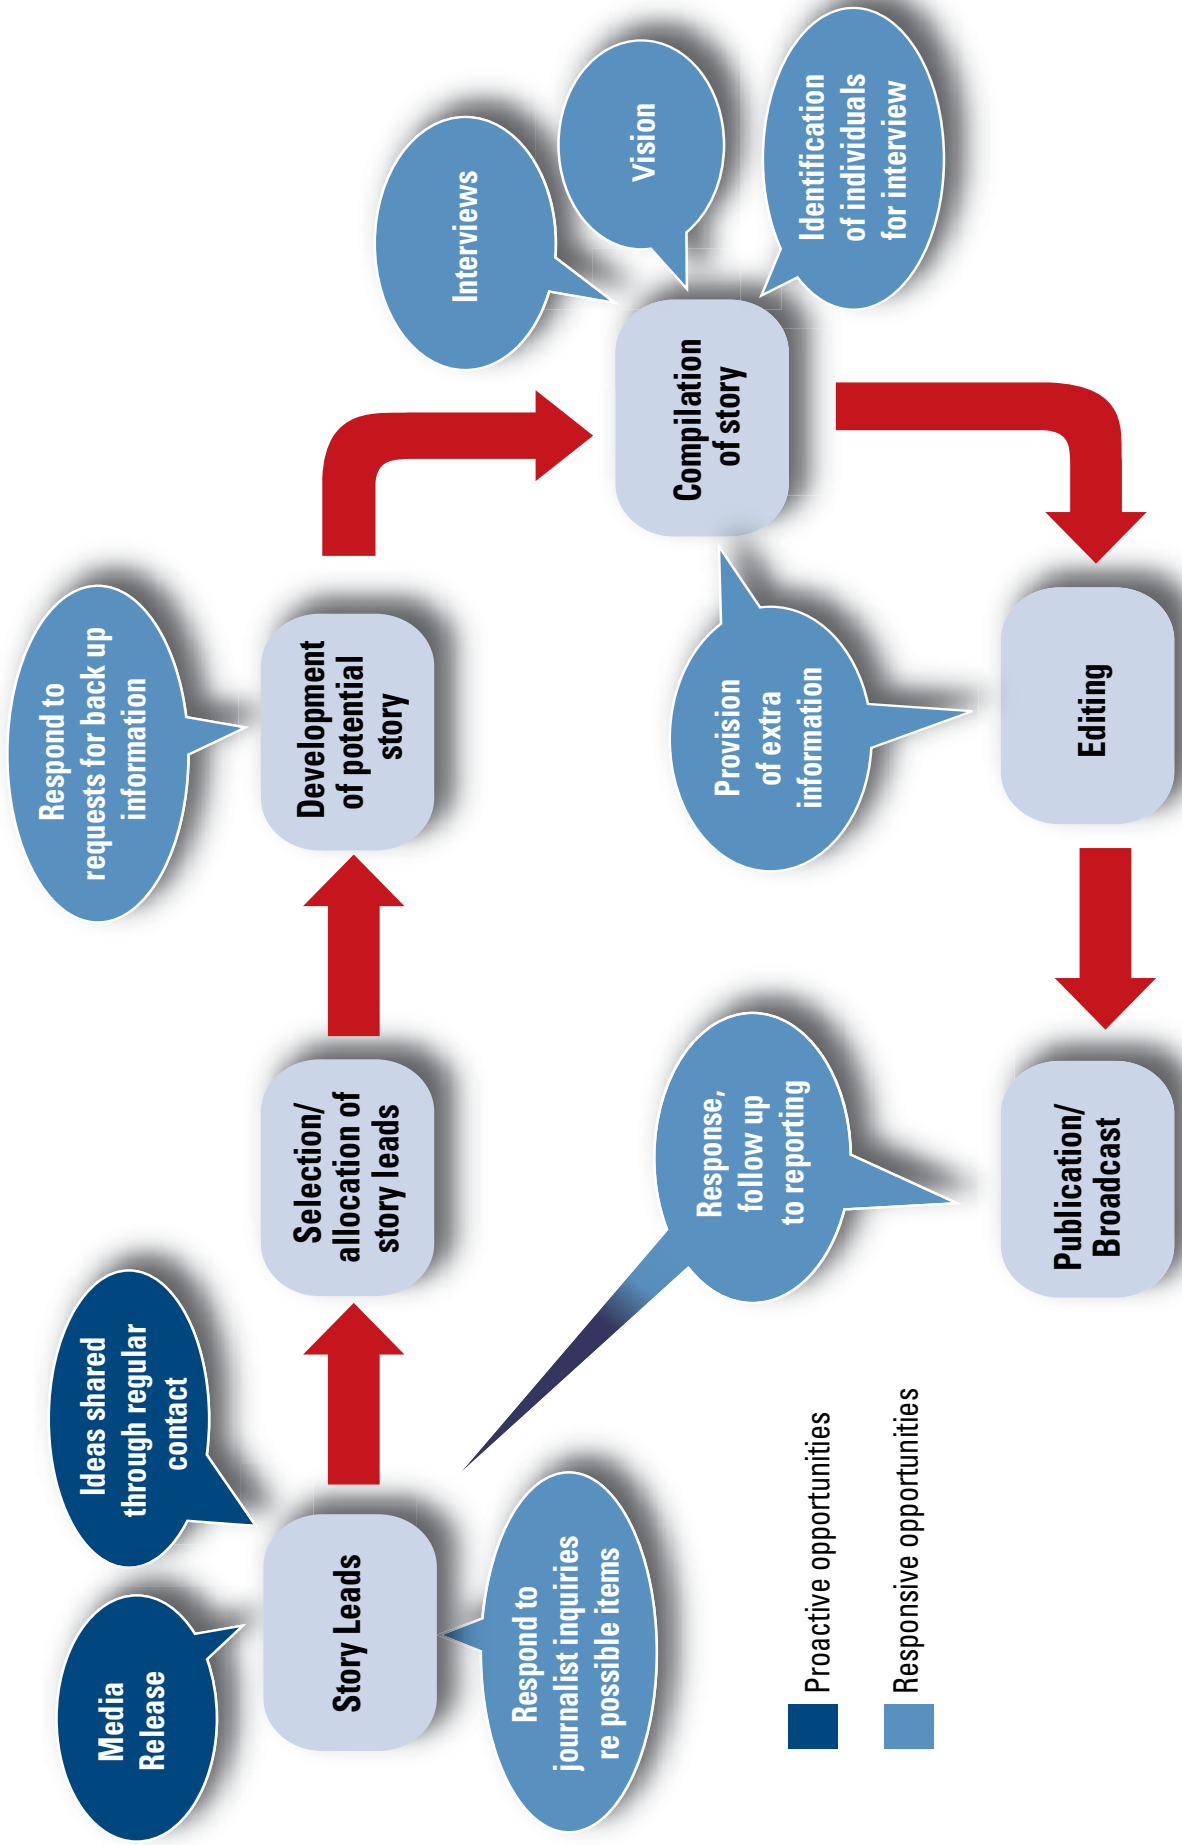 Media
Release
Ideas shared
through regular
contact
Respond to
requests for back up
information
Story Leads
Selection/
allocation of
story leads
Development
of potential
story
Interviews
Vision
Identification
of individuals
for interview
Respond to
journalist inquiries
re possible items
Response,
follow up
to reporting
Provision
of extra
information
Compilation
of story
Publication/
Broadcast
Editing
Proactive opportunities
Responsive opportunities